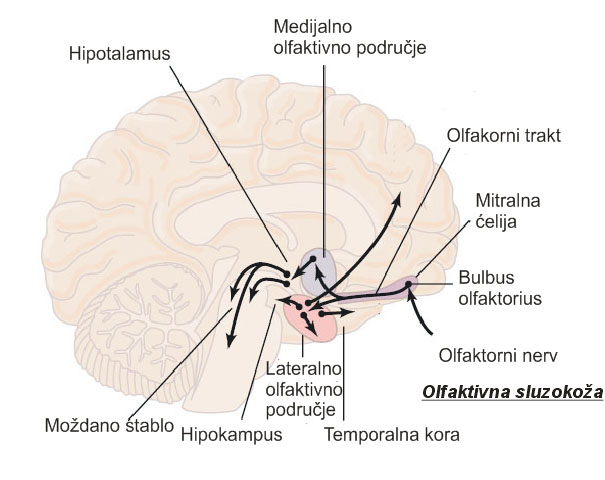 Medijalno
olfaktivno područje
Hipotalamus
Olfakorni trakt
Mitralna
ćelija
Bulbus
olfaktorius
Olfaktorni nerv
Olfaktivna sluzokoža
Lateralno
olfaktivno
područje
Moždano štablo
Hipokampus
Temporalna kora